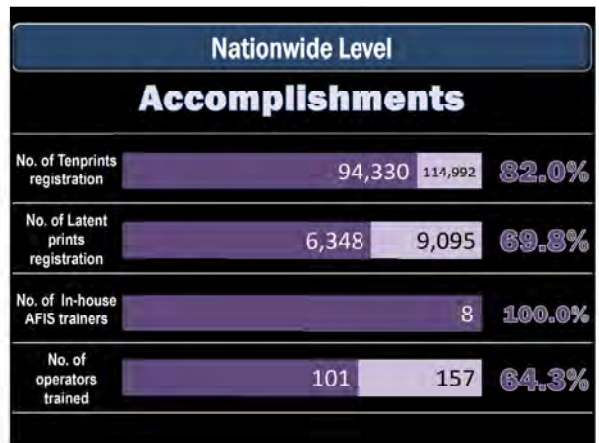 Nationwide Level
Accomplishments
No. of Tenprints
registration
94,330 114,992 82.0%
No. of Latent
prints
registration
6,348 9,095 69.8%
No. of In-house
AFIS trainers
8 100.0%
No. of
operators
trained
101 157 64.3%